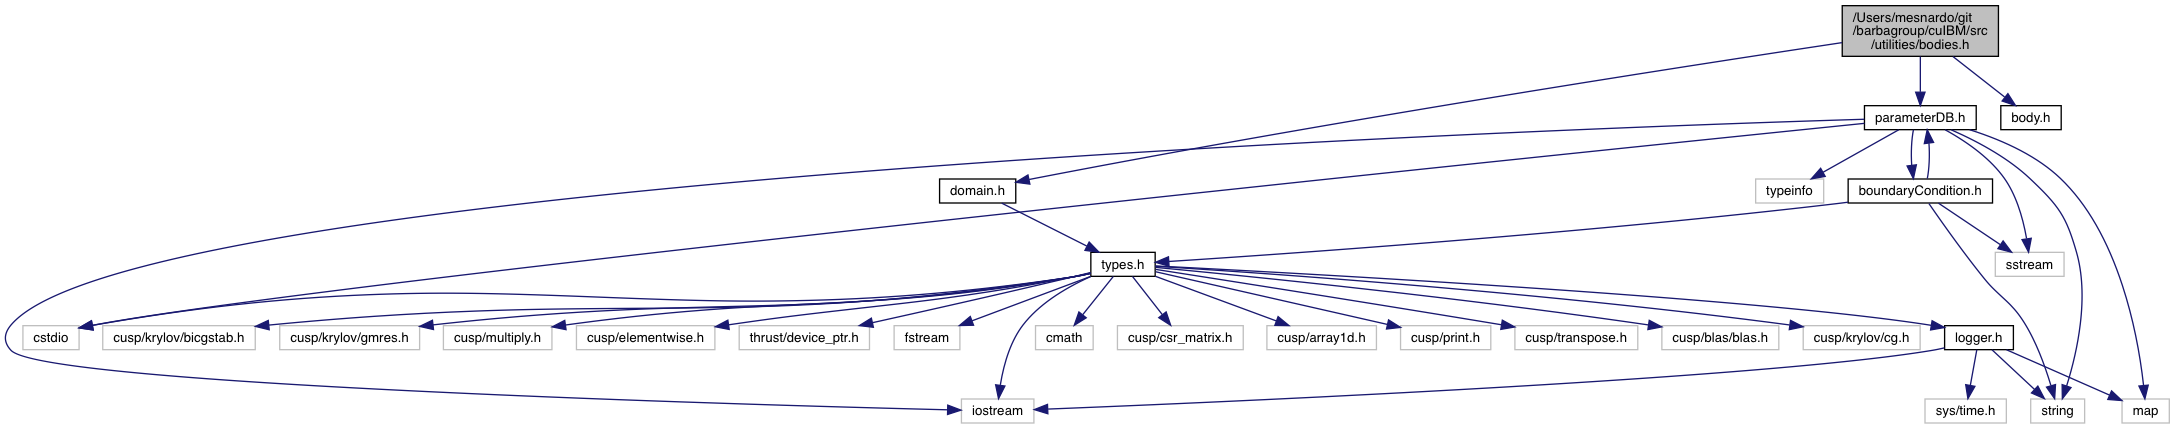 /Users/mesnardo/git
/barbagroup/cuIBM/src
/utilities/bodies.h
parameterDB.h
body.h
domain.h
typeinfo
boundaryCondition.h
types.h
sstream
cstdio
cusp/krylov/bicgstab.h
cusp/krylov/gmres.h
cusp/multiply.h
cusp/elementwise.h
thrust/device_ptr.h
fstream
cmath
cusp/csr_matrix.h
cusp/array1d.h
cusp/print.h
cusp/transpose.h
cusp/blas/blas.h
cusp/krylov/cg.h
logger.h
iostream
sys/time.h
string
map